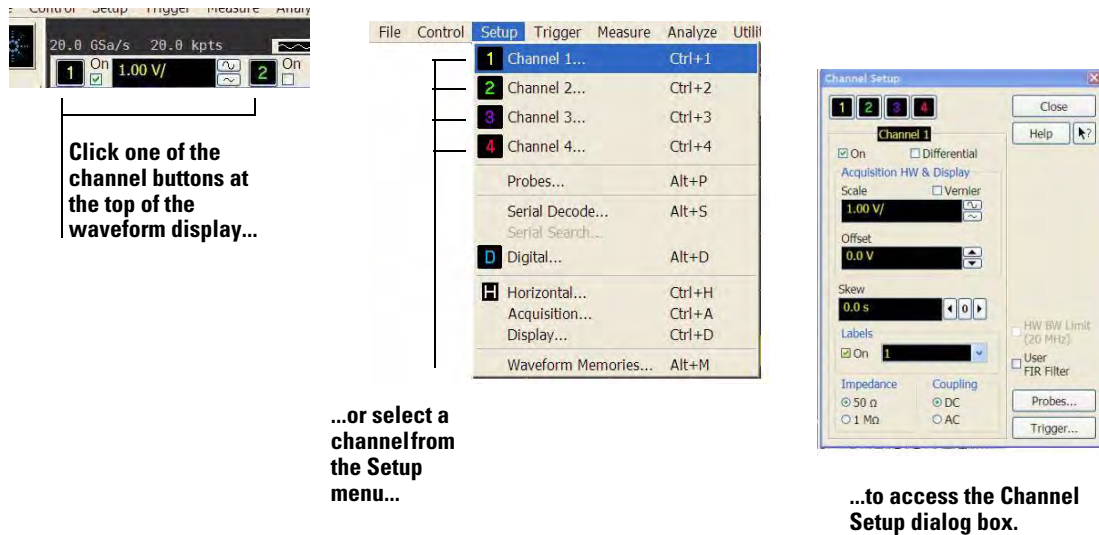 Control Setup Trigger Measure
20.0 GSa/s 20.0 kpts
1 On 1.00 V/ 2 On
Click one of the
channel buttons at
the top of the
waveform display...
File Control Setup Trigger Measure Analyze
1 Channel 1... Ctrl+1
2 Channel 2... Ctrl+2
3 Channel 3... Ctrl+3
4 Channel 4... Ctrl+4
Probes... Alt+P
Serial Decode... Alt+S
Serial Search...
D Digital... Alt+D
H Horizontal... Ctrl+H
Acquisition... Ctrl+A
Display... Ctrl+D
Waveform Memories... Alt+M
...or select a
channel from
the Setup
menu...
Channel Setup
1 2 3 4 Close
Channel 1 Help ?
On Differential
Acquisition HW & Display
Scale Vernier
1.00 V/
Offset
0.0 V
Skew
0.0 s 0
Labels HW BW Limit
(20 MHz)
On 1 User
FIR Filter
Impedance Coupling
50 Ω DC Probes...
1 MΩ AC Trigger...
...to access the Channel
Setup dialog box.